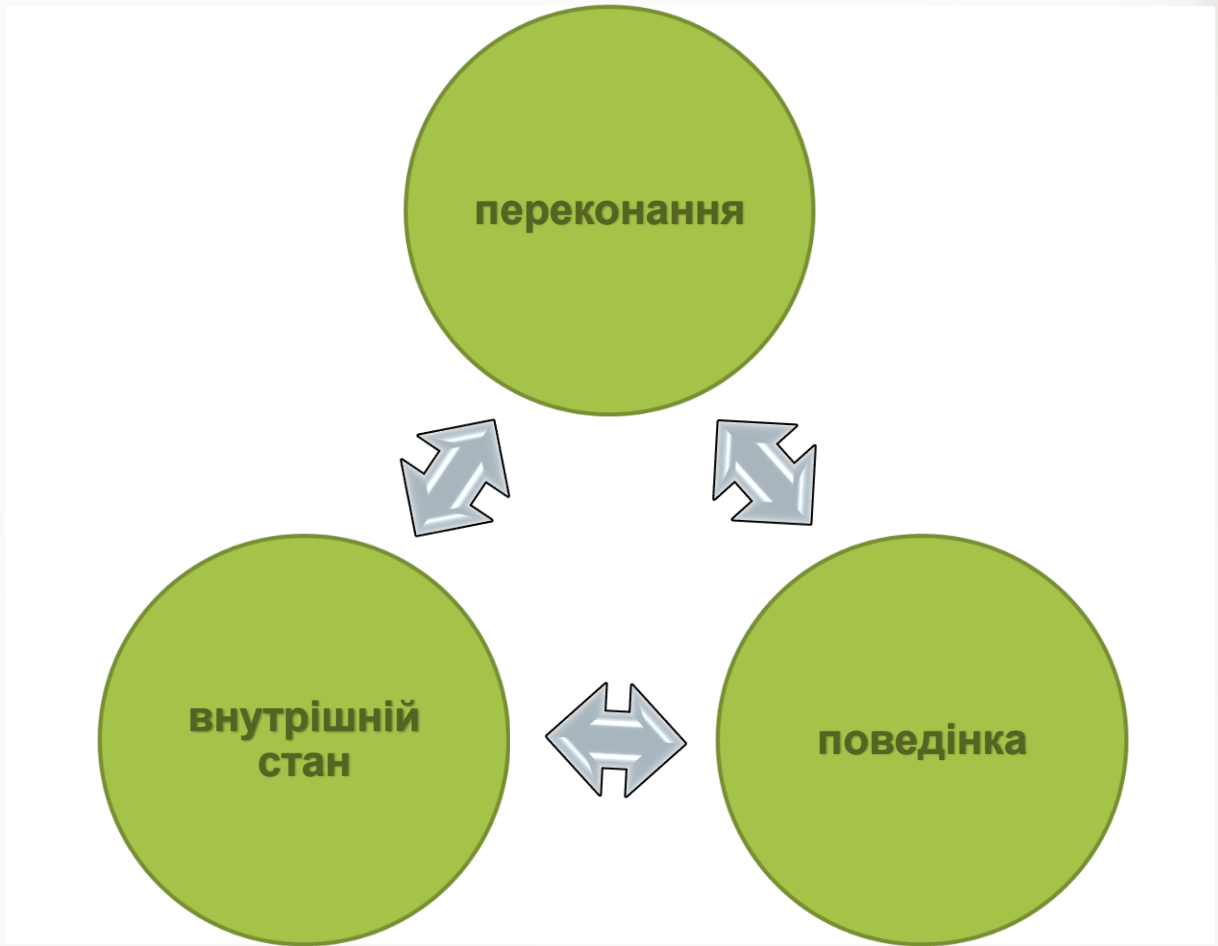 переконання
внутрішній
стан
поведінка